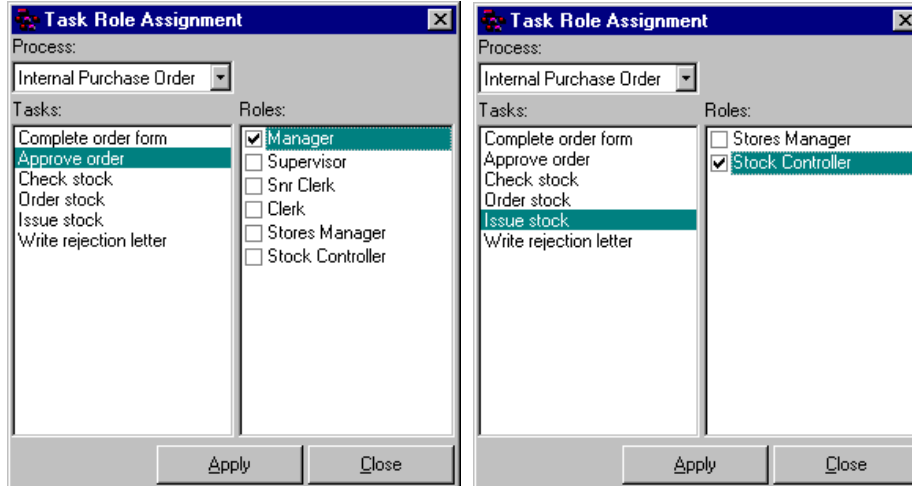 Task Role Assignment
Process:
Internal Purchase Order
Tasks:
Roles:
Complete order form
Approve order
Check stock
Order stock
Issue stock
Write rejection letter
Manager
Supervisor
Snr Clerk
Clerk
Stores Manager
Stock Controller
Apply
Close
Task Role Assignment
Process:
Internal Purchase Order
Tasks:
Roles:
Complete order form
Approve order
Check stock
Order stock
Issue stock
Write rejection letter
Stores Manager
Stock Controller
Apply
Close